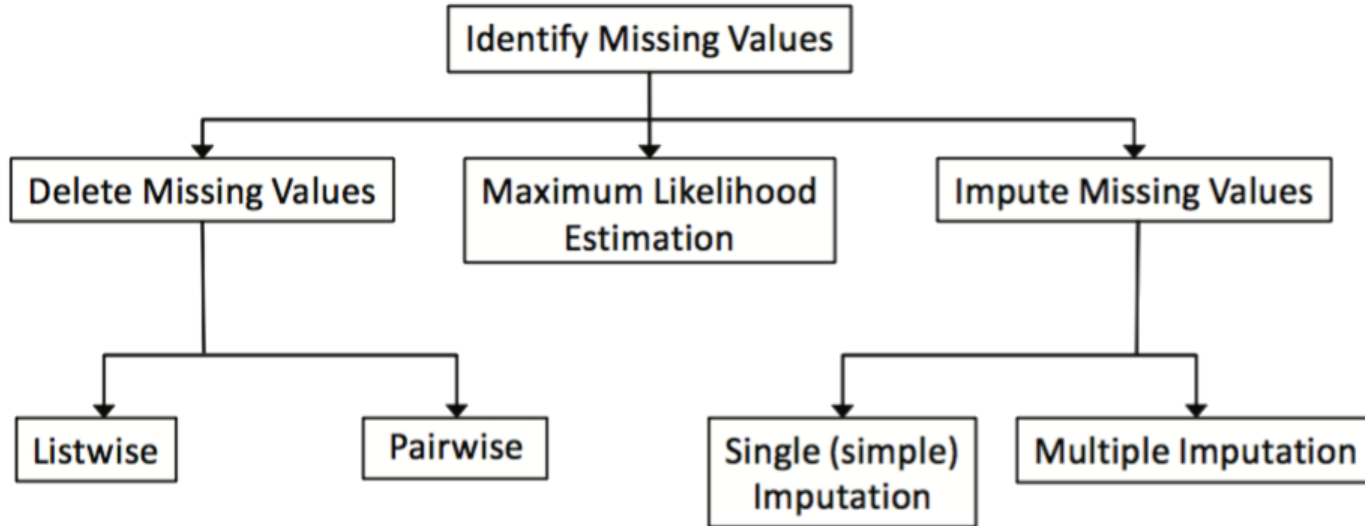 Identify Missing Values
Delete Missing Values
Maximum Likelihood
Estimation
Impute Missing Values
Listwise
Pairwise
Single (simple)
Imputation
Multiple Imputation